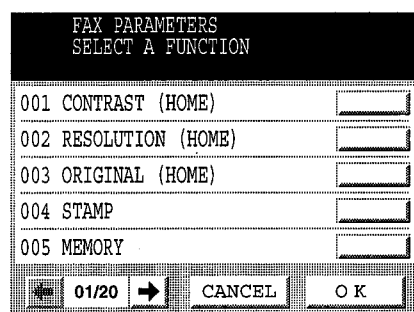 FAX PARAMETERS
SELECT A FUNCTION
001 CONTRAST (HOME)
002 RESOLUTION (HOME)
003 ORIGINAL (HOME)
004 STAMP
005 MEMORY
01/20 CANCEL OK